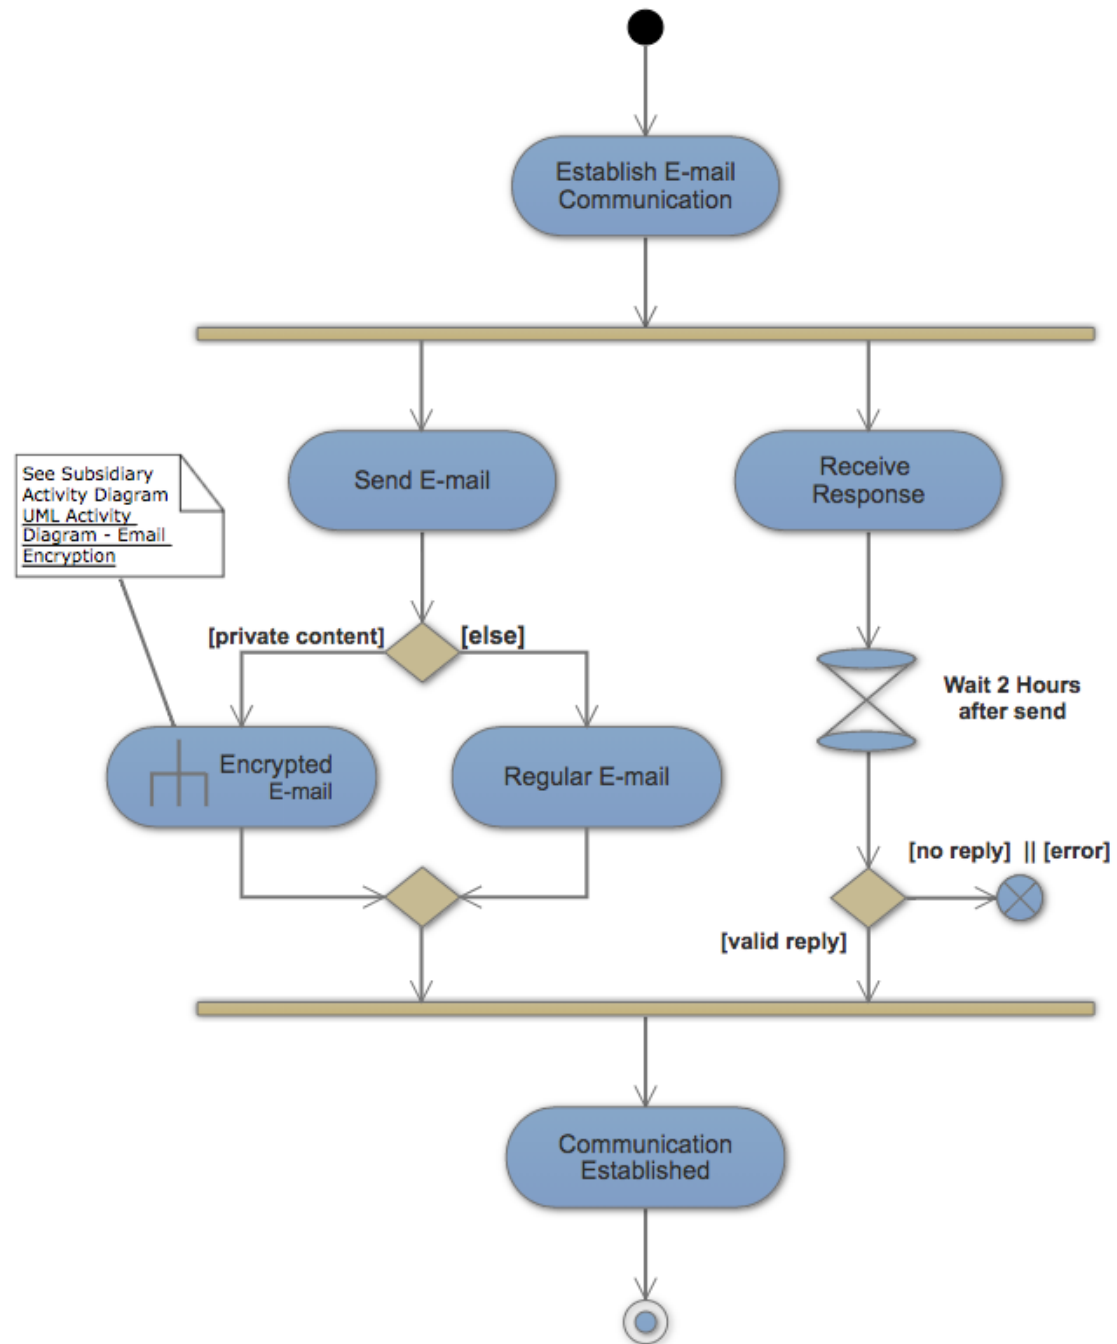 Establish E-mail
Communication
Send E-mail
Receive
Response
See Subsidiary
Activity Diagram
UML Activity
Diagram - Email
Encryption
[private content]
[else]
Wait 2 Hours
after send
Encrypted
E-mail
Regular E-mail
[no reply] || [error]
[valid reply]
Communication
Established